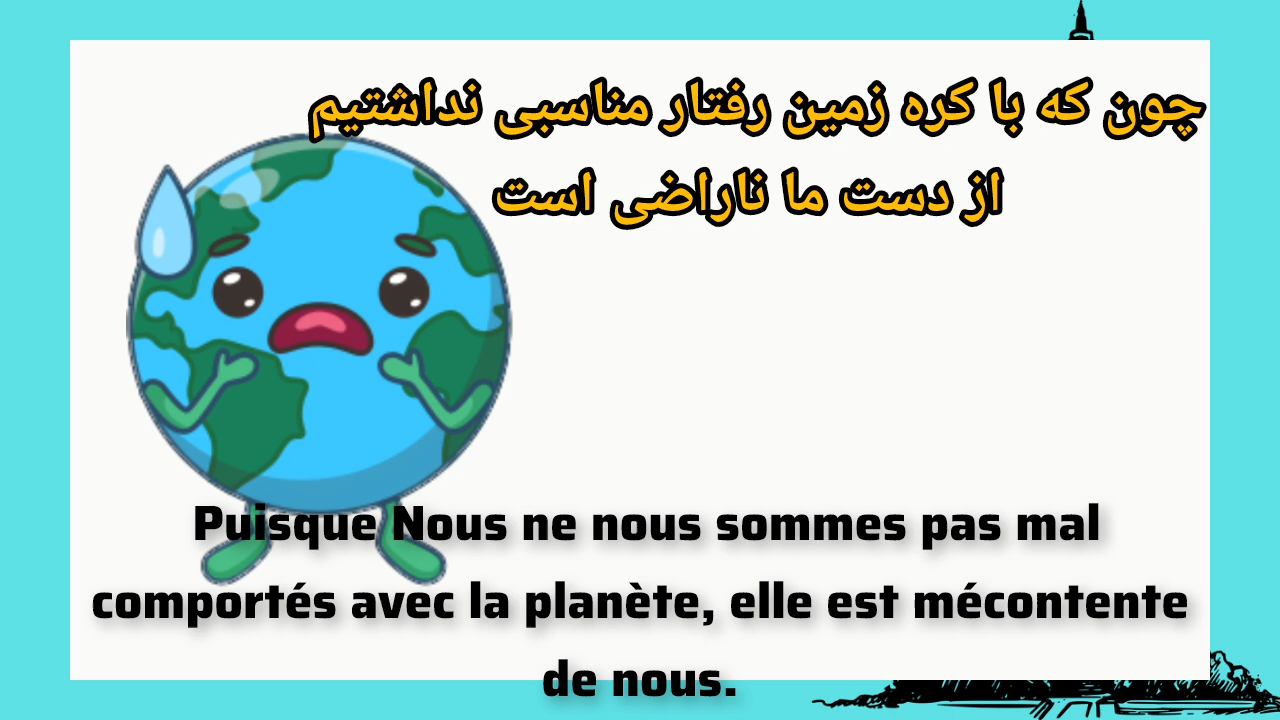 چون که با کره زمین رفتار مناسبی نداشتیم
از دست ما ناراضی است
Puisque Nous ne nous sommes pas mal
comportés avec la planète, elle est mécontente
de nous.